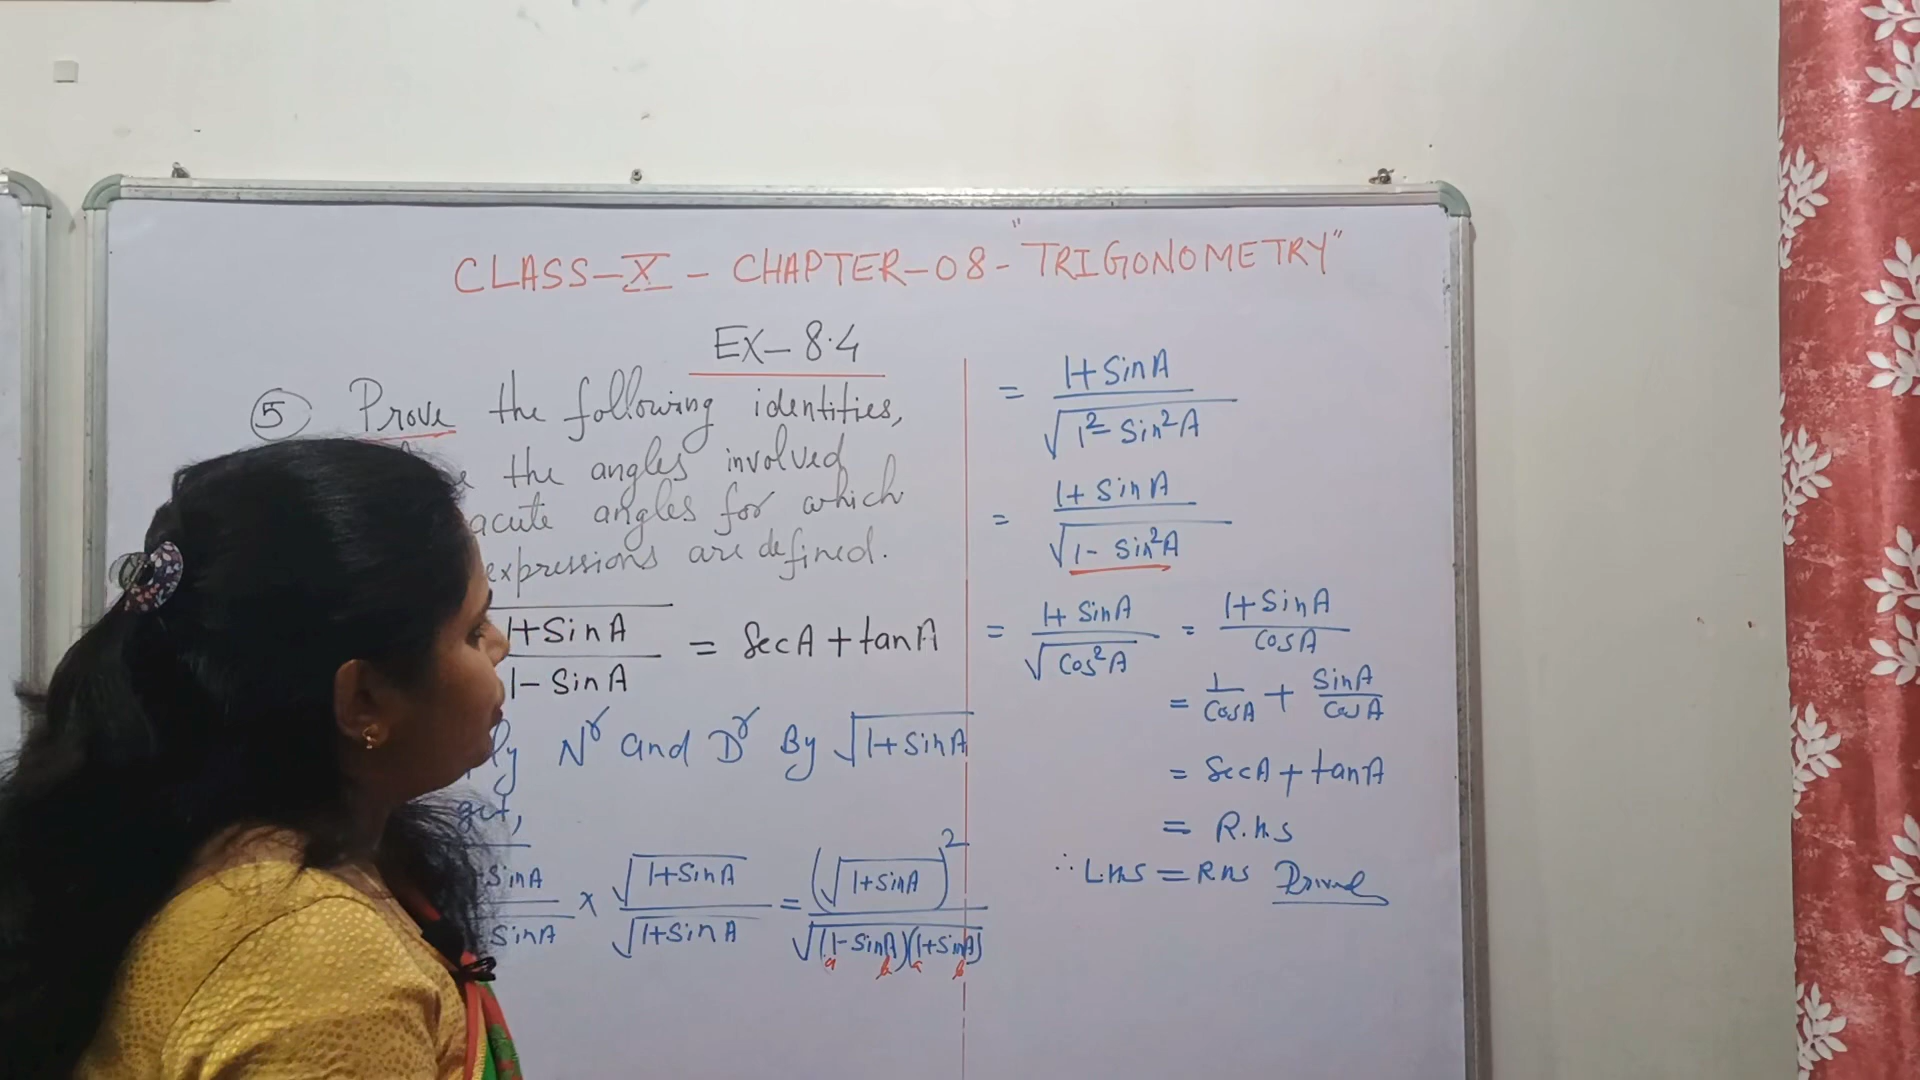 CLASS-X - CHAPTER-08 - "TRIGONOMETRY"
EX-8.4
⑤ Prove the following identities,
the angles involved
acute angles for which
expressions are defined.
1+SinA / 1-SinA = SecA + tanA
Nʳ and Dʳ By √(1+SinA)
get,
SinA / SinA × √(1+SinA) / √(1+SinA) = (√(1+SinA))² / √((1-SinA)(1+SinA))
a b a b
= 1+SinA / √(1²-Sin²A)
= 1+SinA / √(1-Sin²A)
= 1+SinA / √(Cos²A) = 1+SinA / CosA
= 1/CosA + SinA/CosA
= SecA + tanA
= R.H.S
∴ L.H.S = RHS Proved